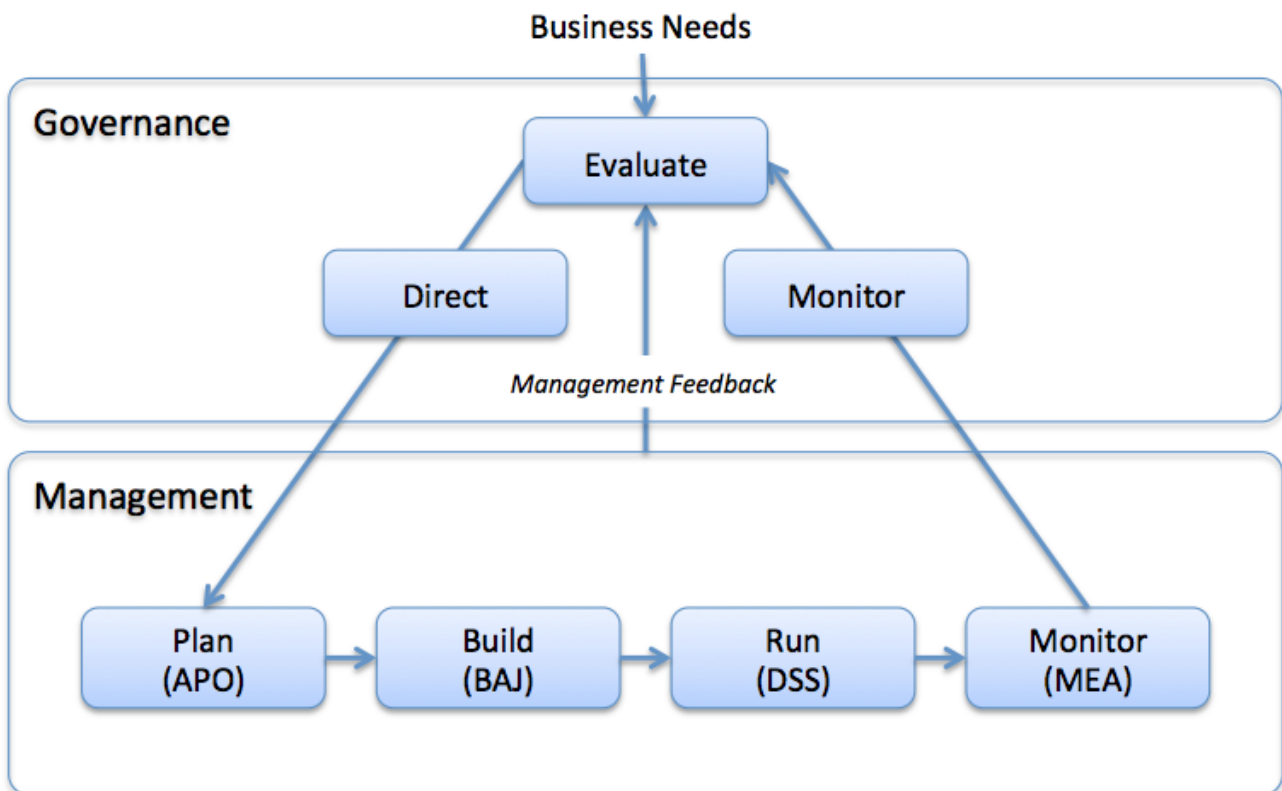 Business Needs
Governance
Evaluate
Direct
Monitor
Management Feedback
Management
Plan
(APO)
Build
(BAJ)
Run
(DSS)
Monitor
(MEA)